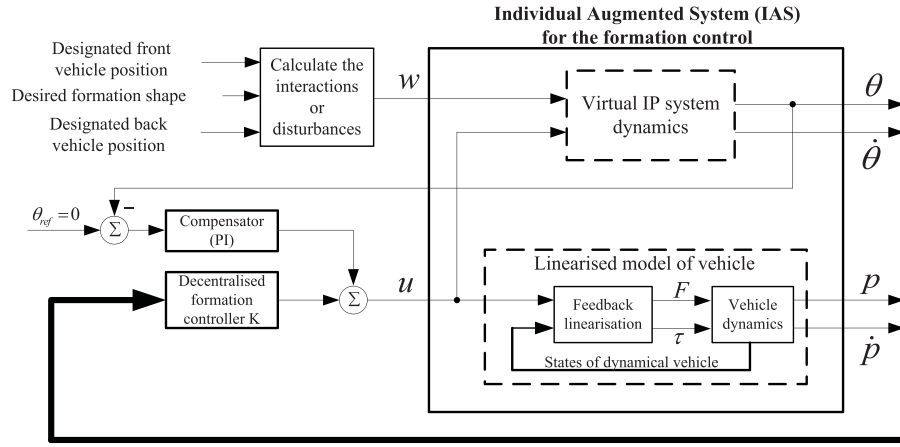 Individual Augmented System (IAS)
for the formation control
Designated front
vehicle position
Desired formation shape
Designated back
vehicle position
Calculate the
interactions
or
disturbances
w
Virtual IP system
dynamics
θ
θ̇
θref=0
−
Σ
Compensator
(PI)
Decentralised
formation
controller K
Σ
u
Linearised model of vehicle
Feedback
linearisation
F
τ
Vehicle
dynamics
States of dynamical vehicle
p
ṗ